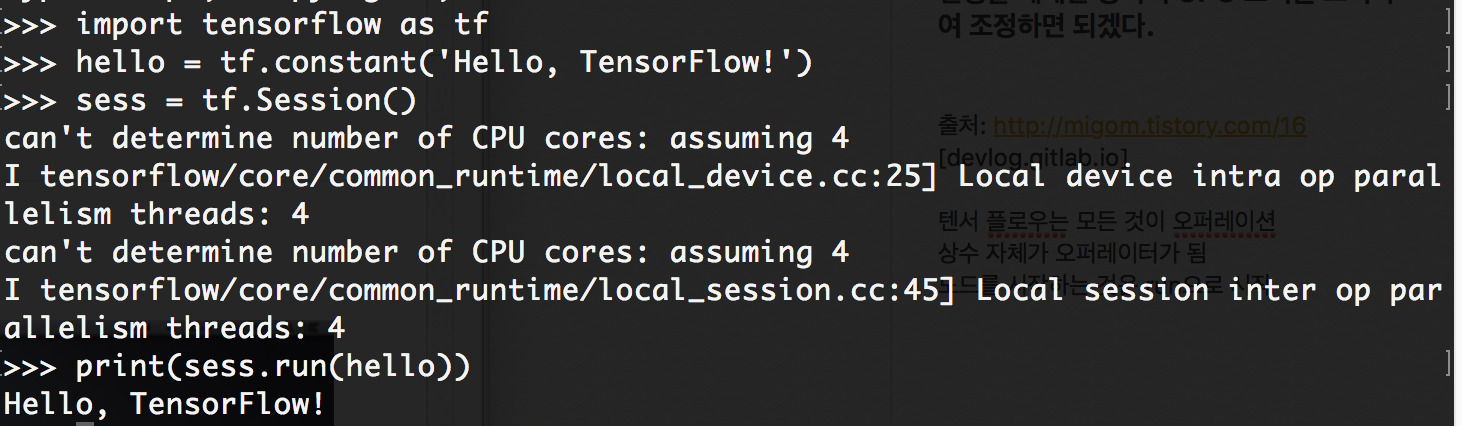 >>> import tensorflow as tf
>>> hello = tf.constant('Hello, TensorFlow!')
>>> sess = tf.Session()
can't determine number of CPU cores: assuming 4
I tensorflow/core/common_runtime/local_device.cc:25] Local device intra op paral
lelism threads: 4
can't determine number of CPU cores: assuming 4
I tensorflow/core/common_runtime/local_session.cc:45] Local session inter op par
allelism threads: 4
>>> print(sess.run(hello))
Hello, TensorFlow!
여 조정하면 되겠다.
출처: http://migom.tistory.com/16
[devlog.gitlab.io]
텐서 플로우는 모든 것이 오퍼레이션
상수 자체가 오퍼레이터가 됨